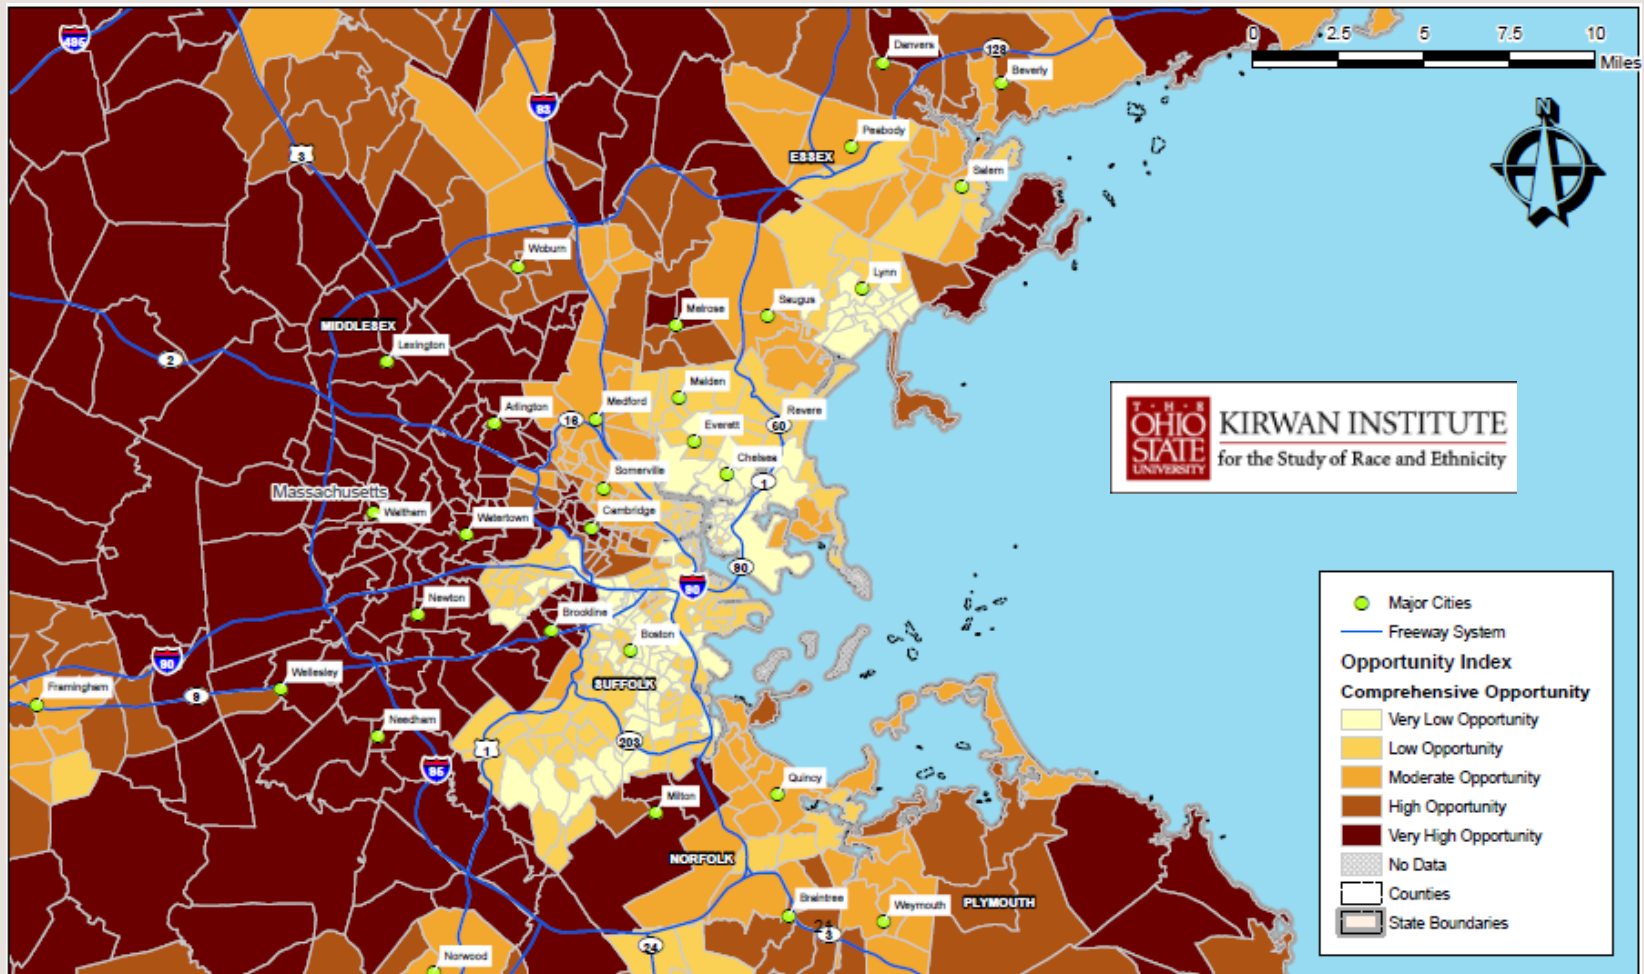 495
93
128
Danvers
Beverly
0 2.5 5 7.5 10
Miles
N
3
Peabody
ESSEX
Salem
Woburn
Lynn
Saugus
Melrose
MIDDLESEX
Lexington
2
Malden
Arlington
Medford
16
Revere
60
Everett
Chelsea
1
Somerville
Massachusetts
Waltham
Watertown
Cambridge
90
90
Newton
Brookline
Boston
SUFFOLK
90
Wellesley
9
Framingham
Needham
1
203
95
Quincy
Milton
NORFOLK
Braintree
Weymouth
PLYMOUTH
3
24
Norwood
T · H · E
OHIO
STATE
UNIVERSITY
KIRWAN INSTITUTE
for the Study of Race and Ethnicity
Major Cities
Freeway System
Opportunity Index
Comprehensive Opportunity
Very Low Opportunity
Low Opportunity
Moderate Opportunity
High Opportunity
Very High Opportunity
No Data
Counties
State Boundaries